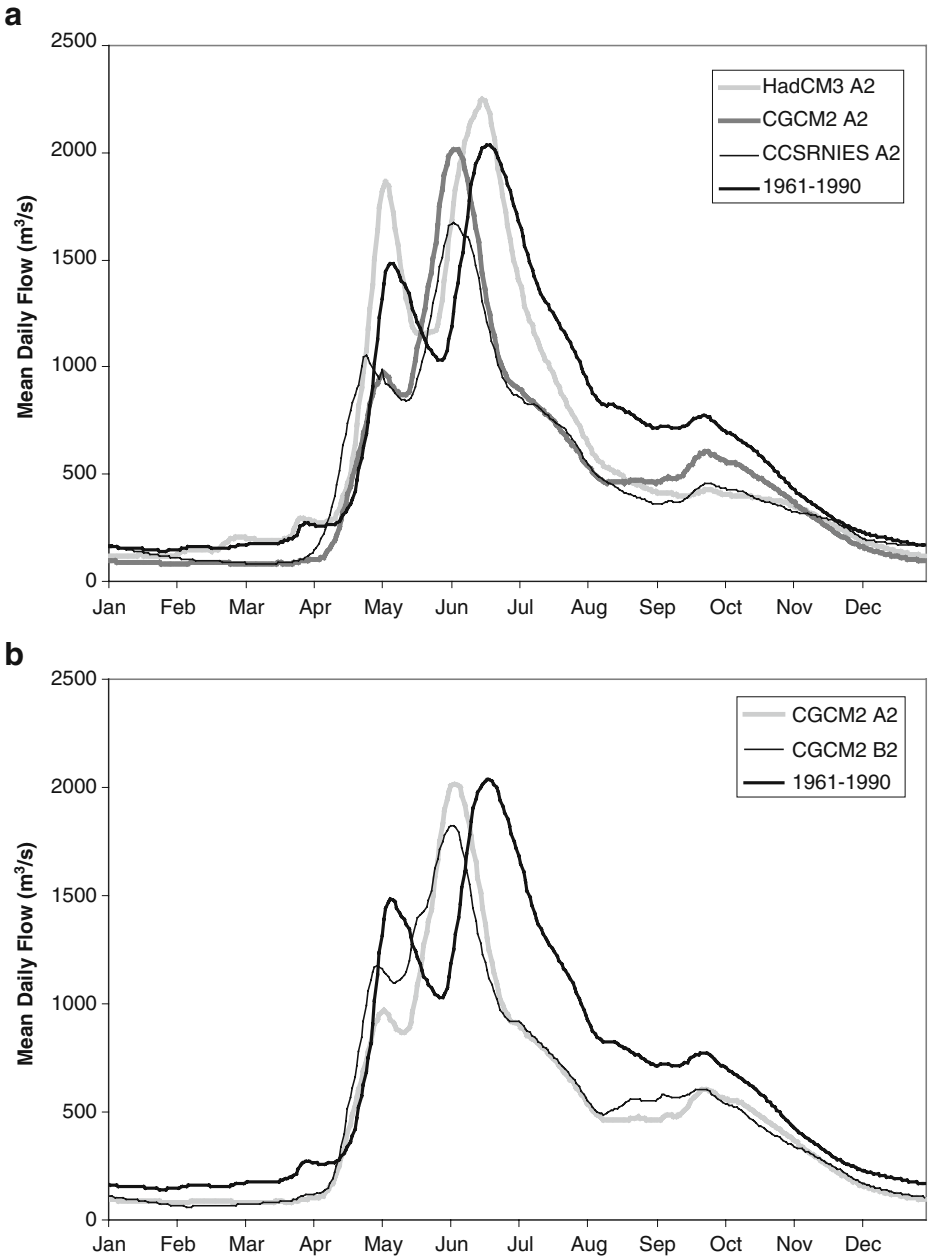 a
2500
2000
1500
1000
500
0
Mean Daily Flow (m³/s)
HadCM3 A2
CGCM2 A2
CCSRNIES A2
1961-1990
Jan Feb Mar Apr May Jun Jul Aug Sep Oct Nov Dec
b
2500
2000
1500
1000
500
0
Mean Daily Flow (m³/s)
CGCM2 A2
CGCM2 B2
1961-1990
Jan Feb Mar Apr May Jun Jul Aug Sep Oct Nov Dec